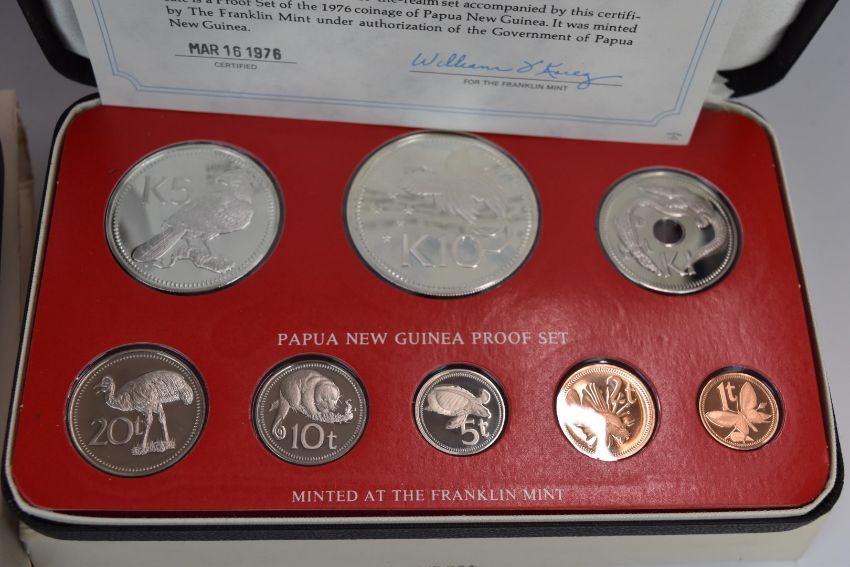 the-realm set accompanied by this certifi-
cate is a Proof Set of the 1976 coinage of Papua New Guinea. It was minted
by The Franklin Mint under authorization of the Government of Papua
New Guinea.
MAR 16 1976
CERTIFIED
FOR THE FRANKLIN MINT
K5
K10
K1
PAPUA NEW GUINEA PROOF SET
20t
10t
5t
2t
1t
MINTED AT THE FRANKLIN MINT